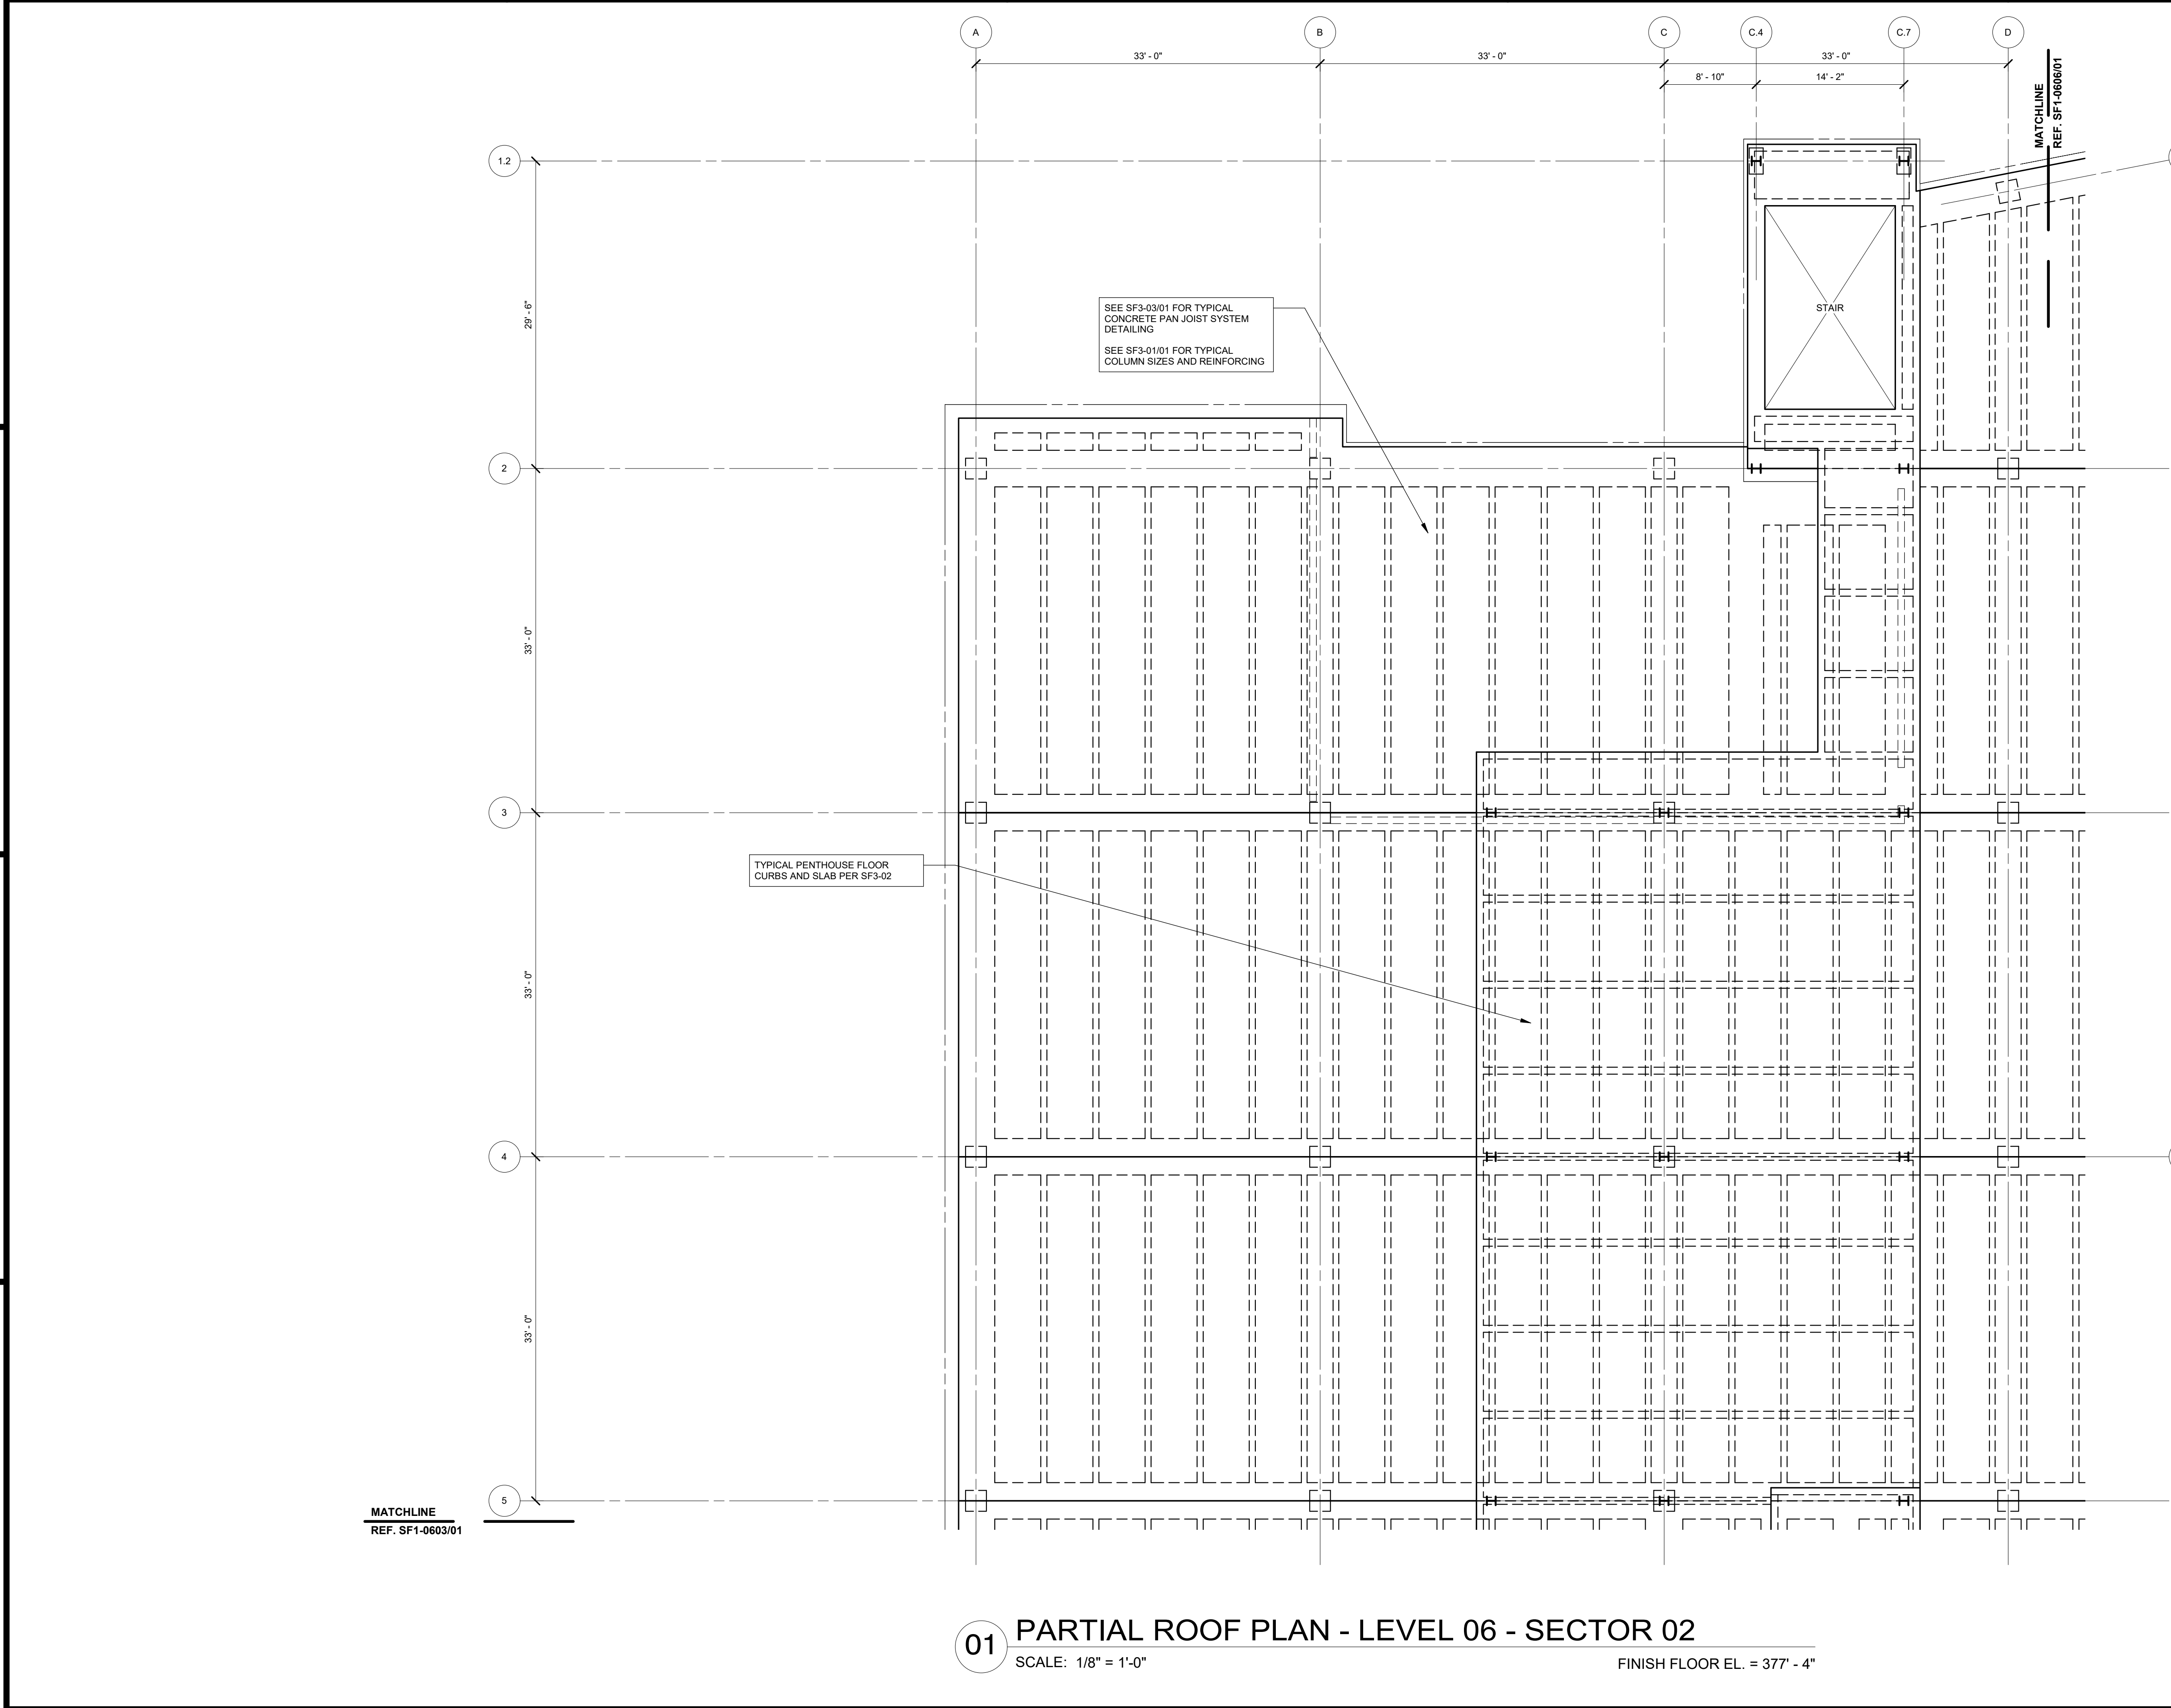 A
B
C
C.4
C.7
D
33' - 0"
33' - 0"
33' - 0"
8' - 10"
14' - 2"
MATCHLINE
REF. SF1-0606/01
1.2
29' - 6"
STAIR
SEE SF3-03/01 FOR TYPICAL
CONCRETE PAN JOIST SYSTEM
DETAILING
SEE SF3-01/01 FOR TYPICAL
COLUMN SIZES AND REINFORCING
2
33' - 0"
3
TYPICAL PENTHOUSE FLOOR
CURBS AND SLAB PER SF3-02
33' - 0"
4
33' - 0"
5
MATCHLINE
REF. SF1-0603/01
01
PARTIAL ROOF PLAN - LEVEL 06 - SECTOR 02
SCALE: 1/8" = 1'-0"
FINISH FLOOR EL. = 377' - 4"